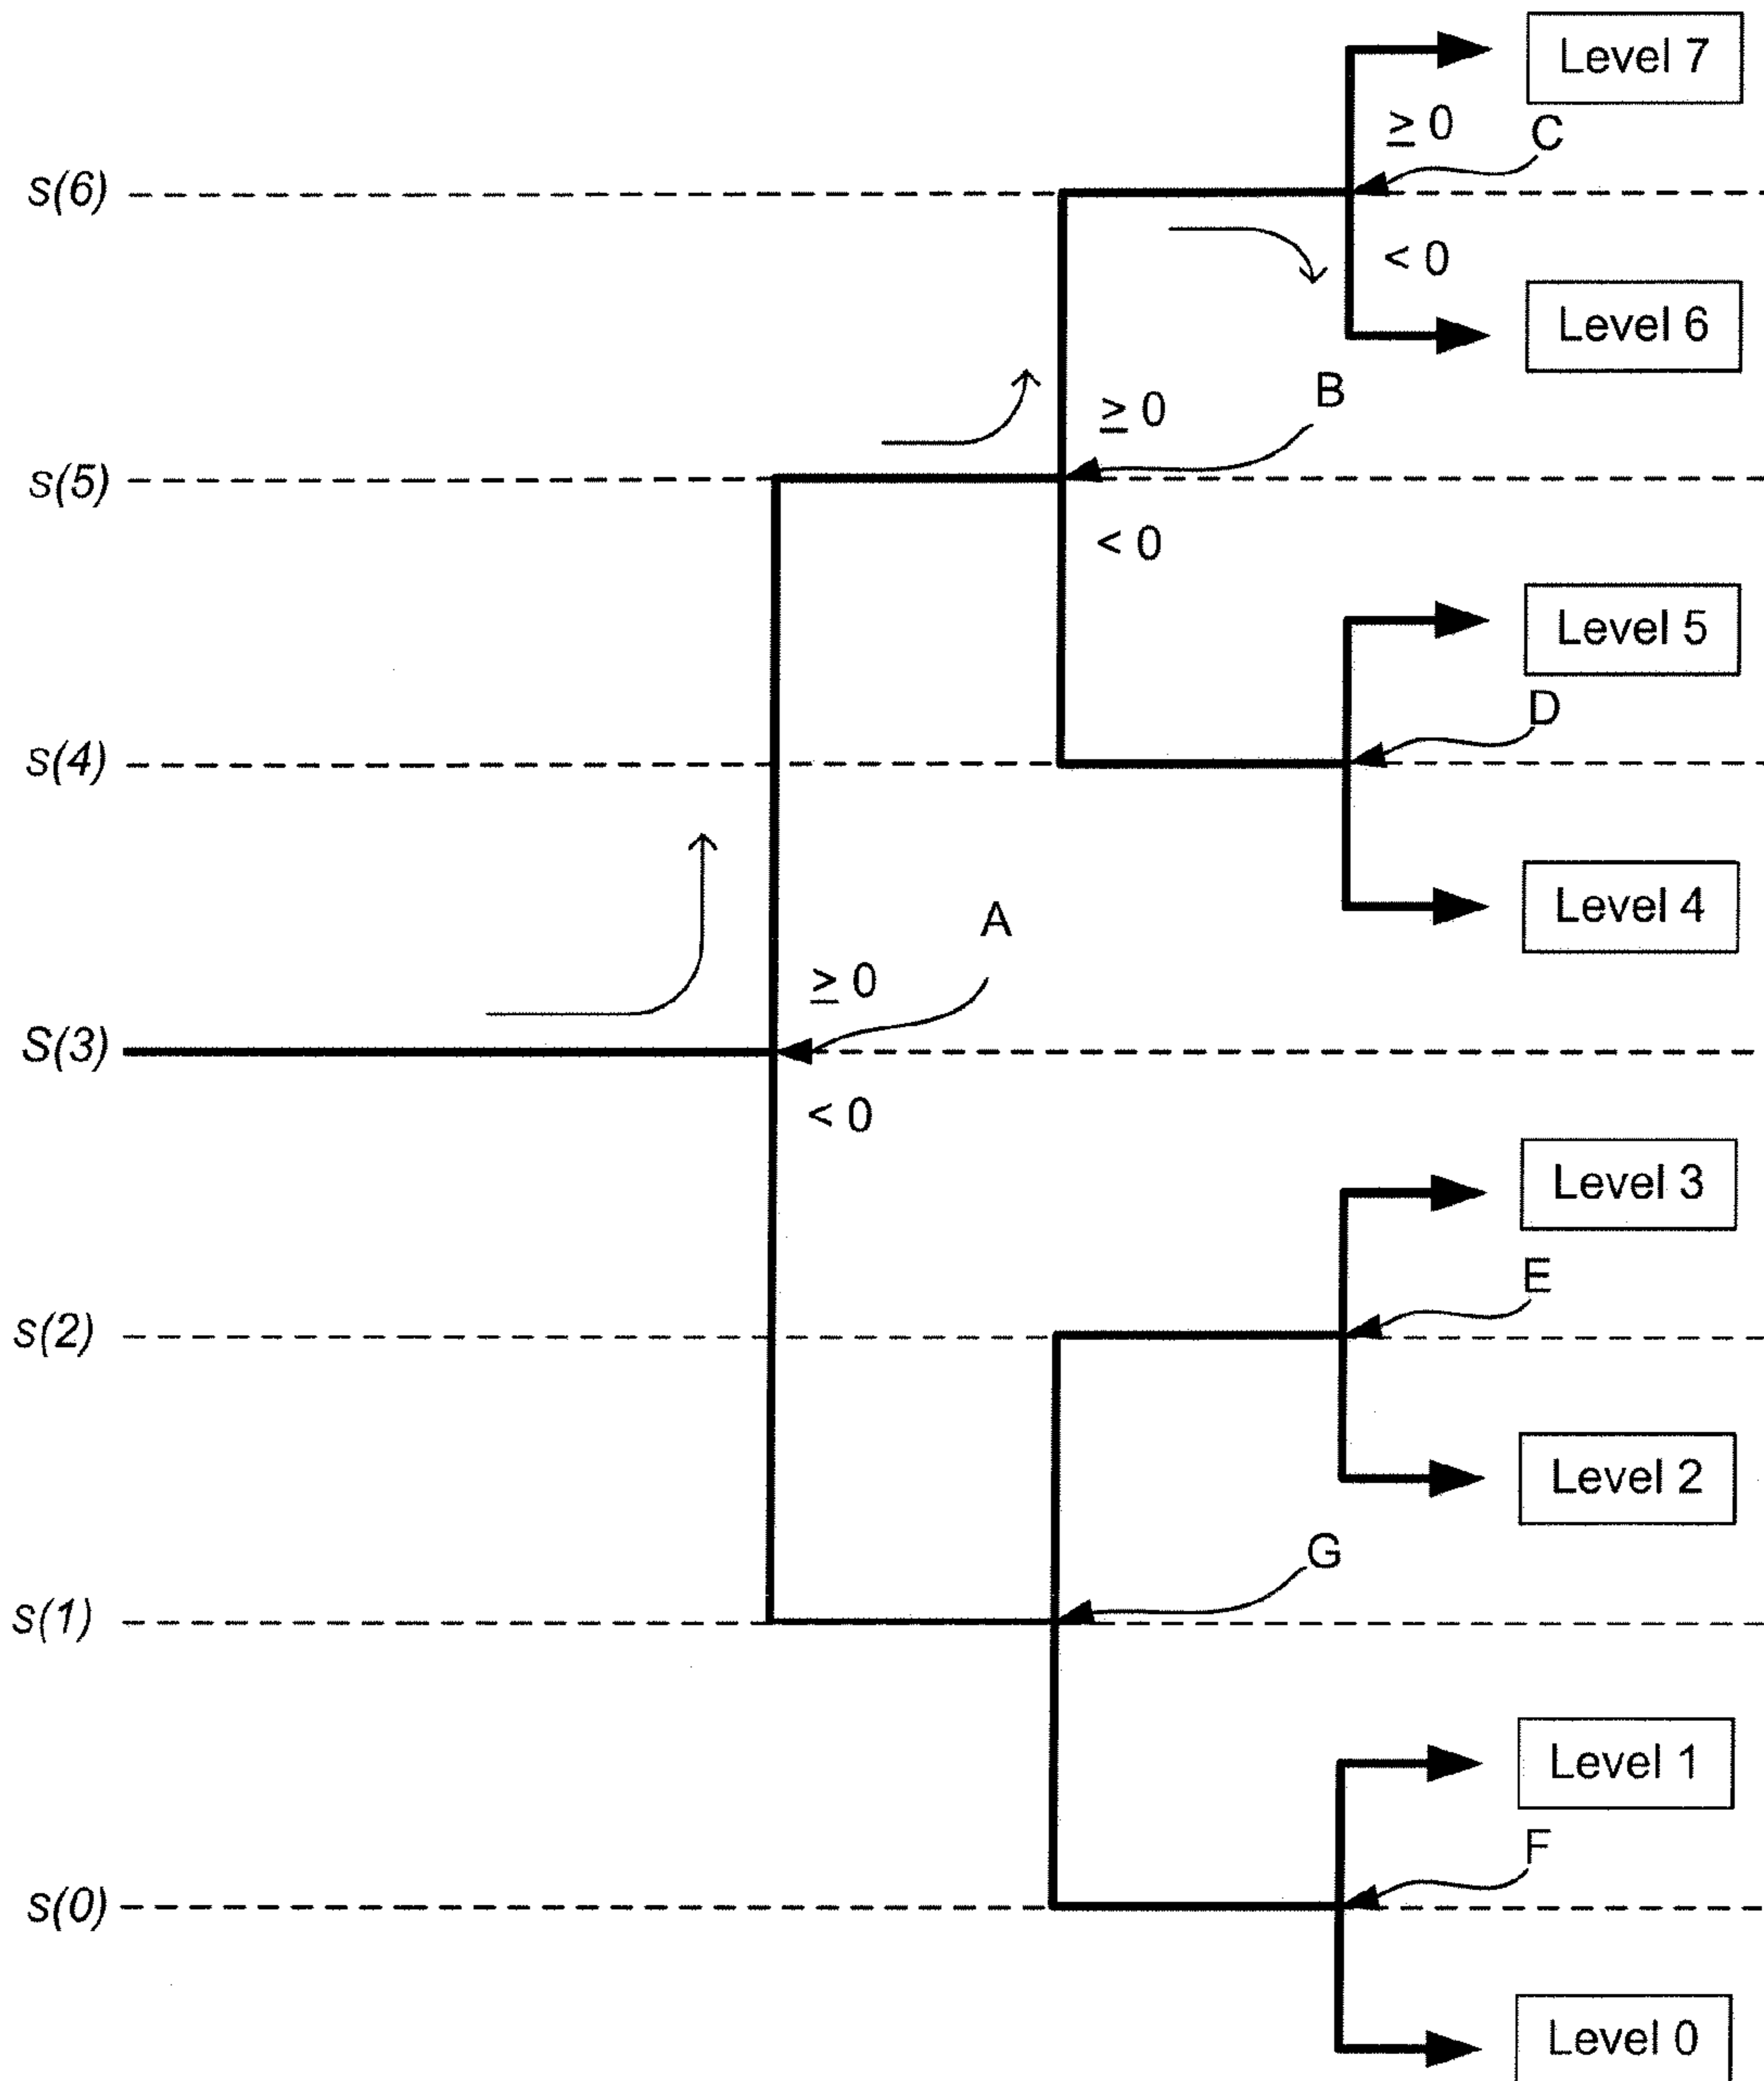 Level 7
≥ 0
C
s(6)
< 0
Level 6
B
≥ 0
s(5)
< 0
Level 5
D
s(4)
Level 4
A
≥ 0
S(3)
< 0
Level 3
E
s(2)
Level 2
G
s(1)
Level 1
F
s(0)
Level 0